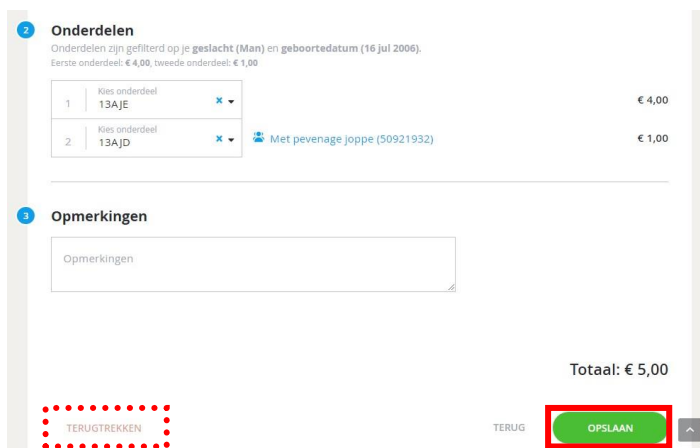 2 Onderdelen
Onderdelen zijn gefilterd op je geslacht (Man) en geboortedatum (16 jul 2006).
Eerste onderdeel: € 4,00, tweede onderdeel: € 1,00
Kies onderdeel
1 13AJE × € 4,00
Kies onderdeel
2 13AJD × Met pevenage joppe (50921932) € 1,00
3 Opmerkingen
Opmerkingen
Totaal: € 5,00
TERUGTREKKEN TERUG OPSLAAN